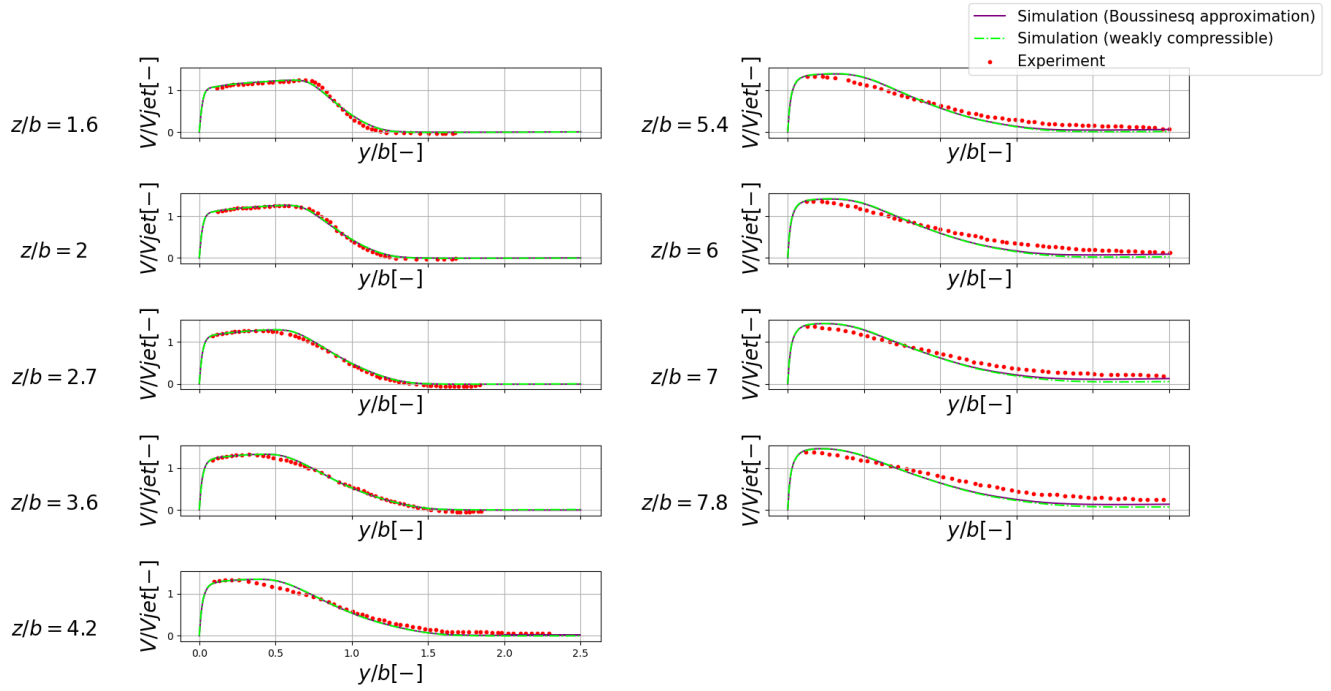 Simulation (Boussinesq approximation)
Simulation (weakly compressible)
Experiment
z/b = 1.6
V/Vjet[−]
1
0
y/b[−]
z/b = 5.4
V/Vjet[−]
1
0
y/b[−]
z/b = 2
V/Vjet[−]
1
0
y/b[−]
z/b = 6
V/Vjet[−]
1
0
y/b[−]
z/b = 2.7
V/Vjet[−]
1
0
y/b[−]
z/b = 7
V/Vjet[−]
1
0
y/b[−]
z/b = 3.6
V/Vjet[−]
1
0
y/b[−]
z/b = 7.8
V/Vjet[−]
1
0
y/b[−]
z/b = 4.2
V/Vjet[−]
1
0
0.0 0.5 1.0 1.5 2.0 2.5
y/b[−]